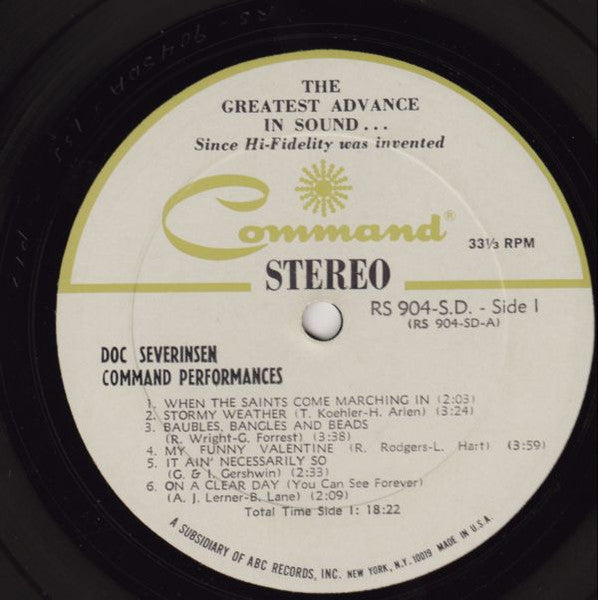 THE
GREATEST ADVANCE
IN SOUND...
Since Hi-Fidelity was invented
Command®
33⅓ RPM
STEREO
RS 904-S.D. - Side 1
(RS 904-SD-A)
DOC SEVERINSEN
COMMAND PERFORMANCES
1. WHEN THE SAINTS COME MARCHING IN (2:03)
2. STORMY WEATHER (T. Koehler-H. Arlen) (3:24)
3. BAUBLES, BANGLES AND BEADS
(R. Wright-G. Forrest) (3:38)
4. MY FUNNY VALENTINE (R. Rodgers-L. Hart) (3:59)
5. IT AIN' NECESSARILY SO
(G. & I. Gershwin) (2:33)
6. ON A CLEAR DAY (You Can See Forever)
(A. J. Lerner-B. Lane) (2:09)
Total Time Side 1: 18:22
A SUBSIDIARY OF ABC RECORDS, INC. NEW YORK, N.Y. 10019 MADE IN U.S.A.